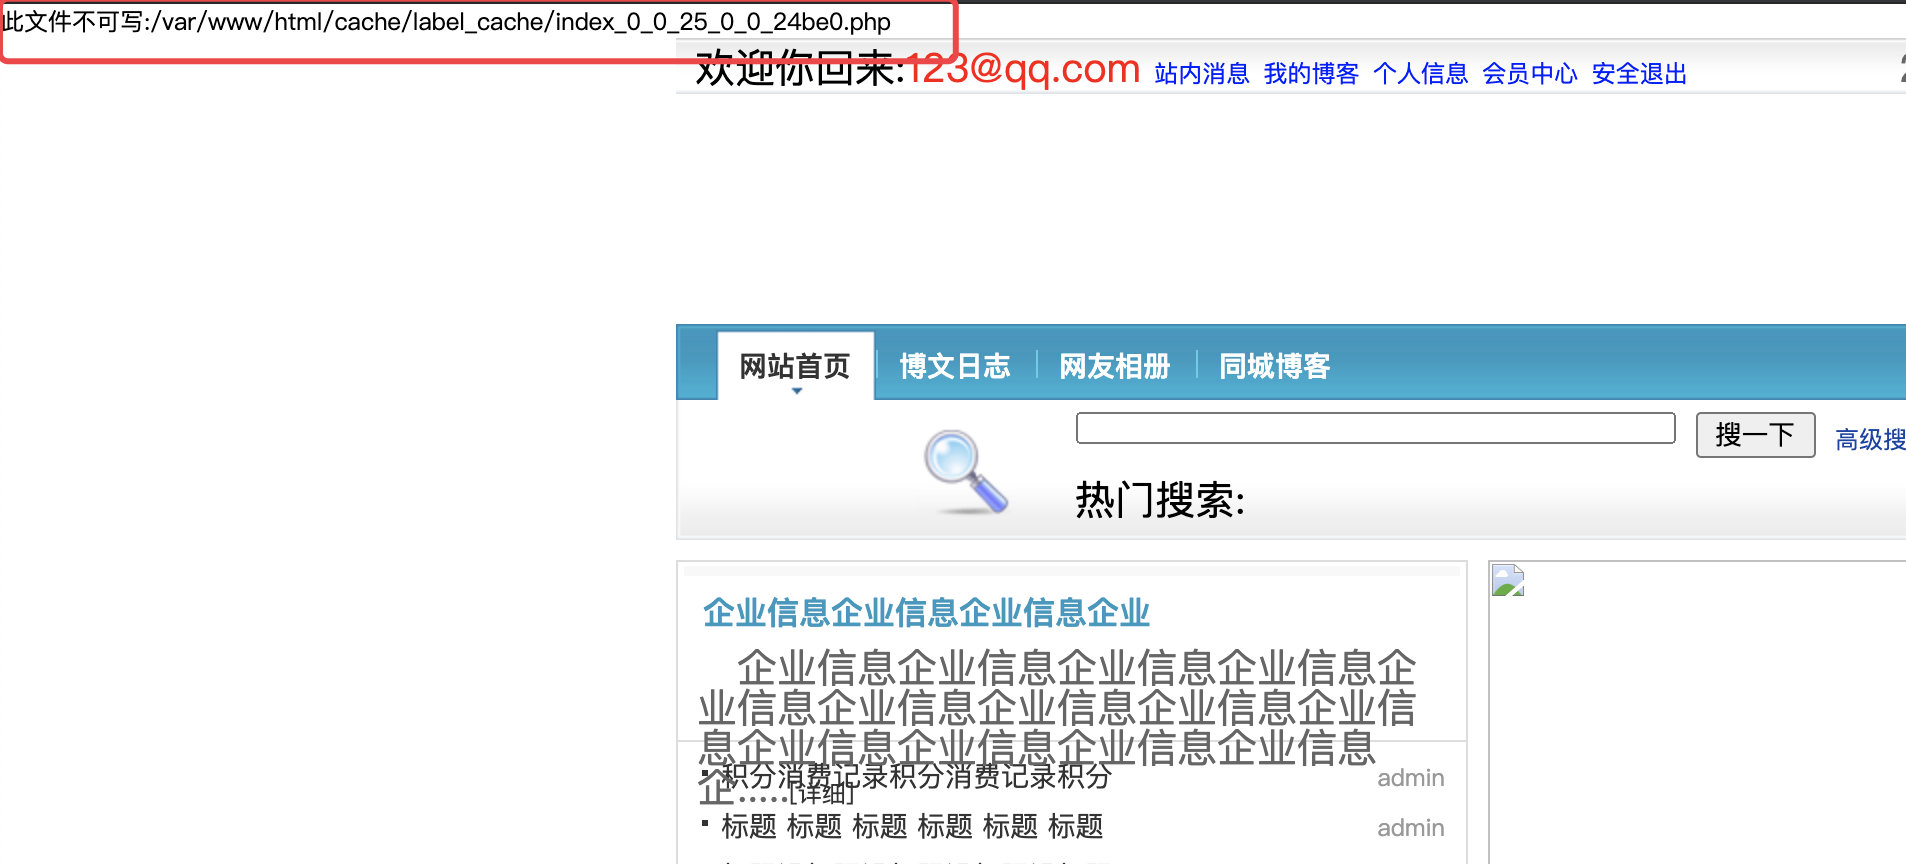 此文件不可写:/var/www/html/cache/label_cache/index_0_0_25_0_0_24be0.php
欢迎你回来:123@qq.com 站内消息 我的博客 个人信息 会员中心 安全退出
网站首页 博文日志 网友相册 同城博客
搜一下 高级搜
热门搜索:
企业信息企业信息企业信息企业
企业信息企业信息企业信息企业信息企
业信息企业信息企业信息企业信息企业信
息企业信息企业信息企业信息企业信息
积分消费记录积分消费记录积分 admin
企.....[详细]
标题 标题 标题 标题 标题 标题 admin